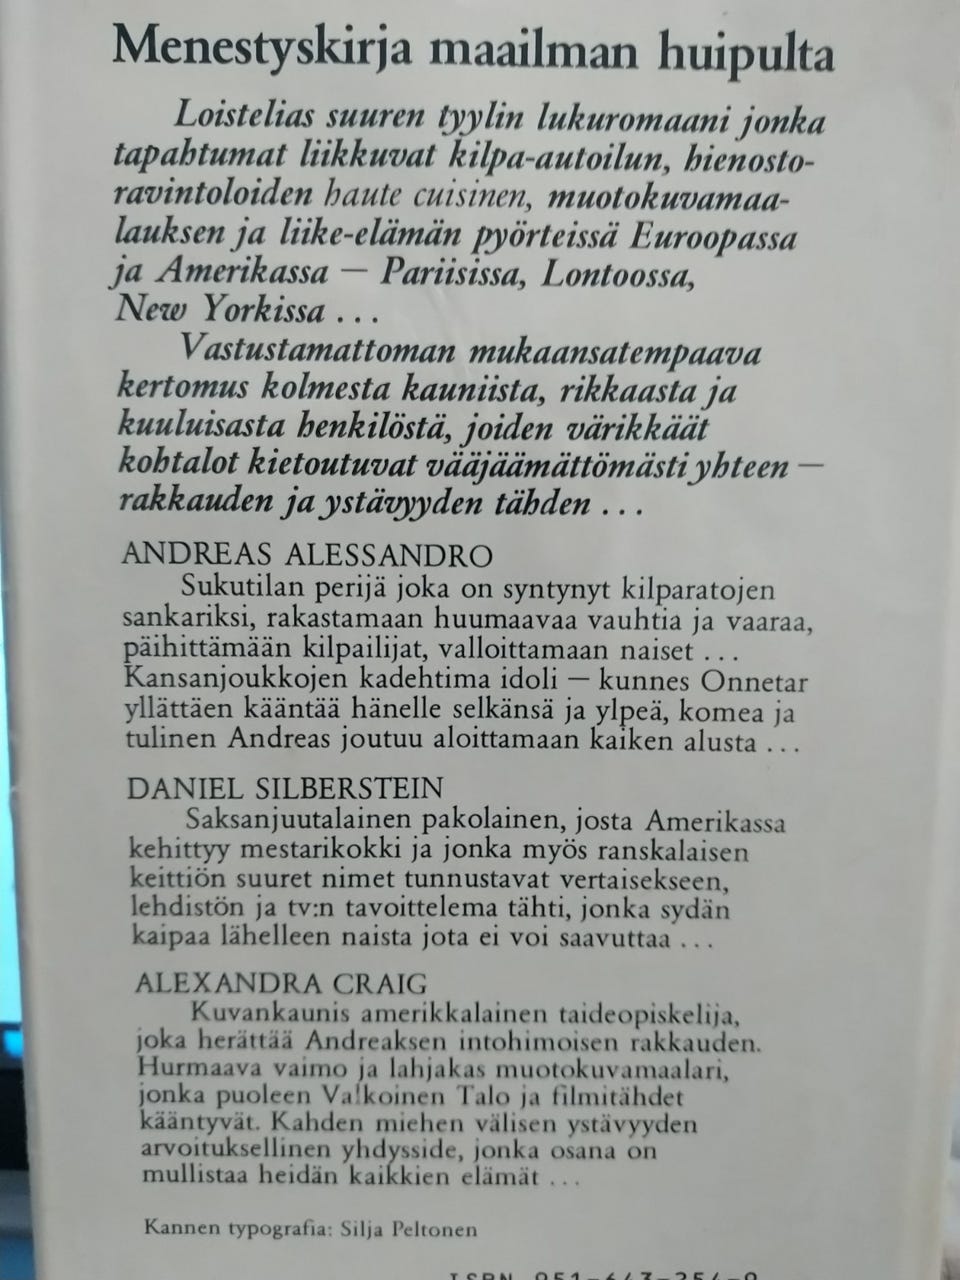 Menestyskirja maailman huipulta
Loistelias suuren tyylin lukuromaani jonka
tapahtumat liikkuvat kilpa-autoilun, hienosto-
ravintoloiden haute cuisinen, muotokuvamaa-
lauksen ja liike-elämän pyörteissä Euroopassa
ja Amerikassa — Pariisissa, Lontoossa,
New Yorkissa ...
Vastustamattoman mukaansatempaava
kertomus kolmesta kauniista, rikkaasta ja
kuuluisasta henkilöstä, joiden värikkäät
kohtalot kietoutuvat vääjäämättömästi yhteen —
rakkauden ja ystävyyden tähden ...
ANDREAS ALESSANDRO
Sukutilan perijä joka on syntynyt kilparatojen
sankariksi, rakastamaan huumaavaa vauhtia ja vaaraa,
päihittämään kilpailijat, valloittamaan naiset ...
Kansanjoukkojen kadehtima idoli — kunnes Onnetar
yllättäen kääntää hänelle selkänsä ja ylpeä, komea ja
tulinen Andreas joutuu aloittamaan kaiken alusta ...
DANIEL SILBERSTEIN
Saksanjuutalainen pakolainen, josta Amerikassa
kehittyy mestarikokki ja jonka myös ranskalaisen
keittiön suuret nimet tunnustavat vertaisekseen,
lehdistön ja tv:n tavoittelema tähti, jonka sydän
kaipaa lähelleen naista jota ei voi saavuttaa ...
ALEXANDRA CRAIG
Kuvankaunis amerikkalainen taideopiskelija,
joka herättää Andreaksen intohimoisen rakkauden.
Hurmaava vaimo ja lahjakas muotokuvamaalari,
jonka puoleen Valkoinen Talo ja filmitähdet
kääntyvät. Kahden miehen välisen ystävyyden
arvoituksellinen yhdysside, jonka osana on
mullistaa heidän kaikkien elämät ...
Kannen typografia: Silja Peltonen
ISBN 951-643-254-9